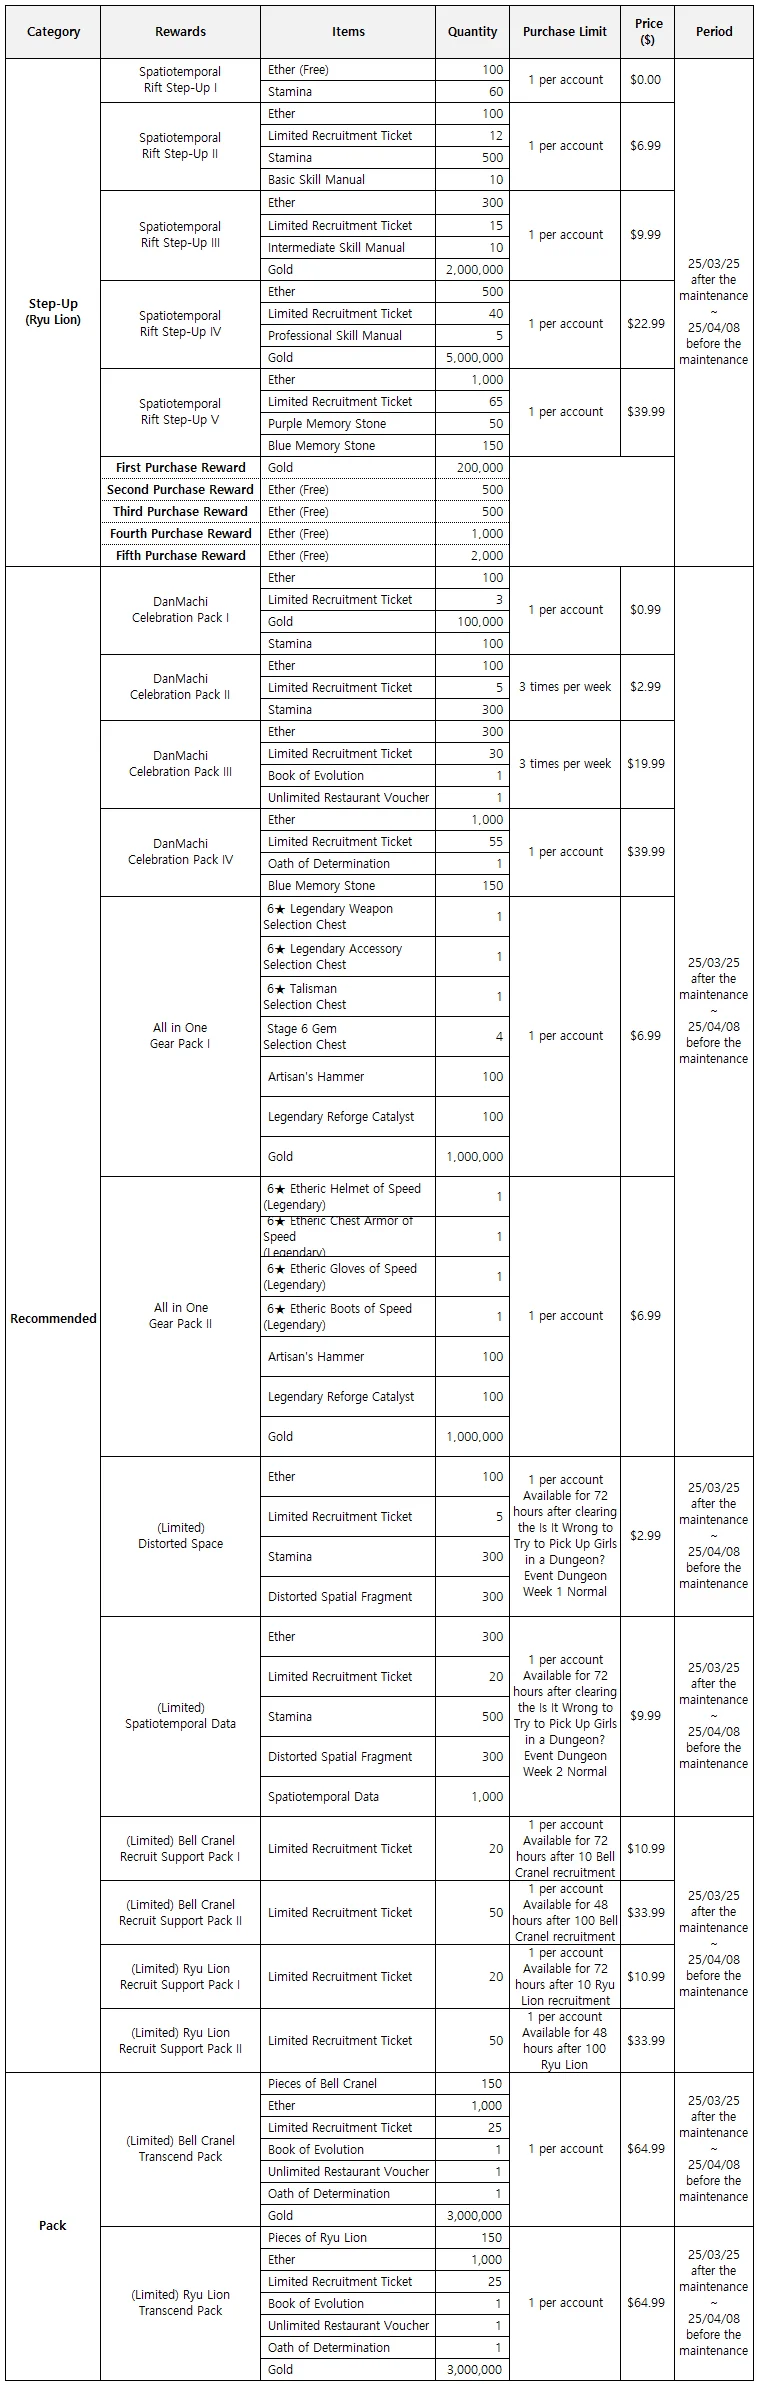 Category Rewards Items Quantity Purchase Limit Price
($) Period
Step-Up
(Ryu Lion)
Spatiotemporal
Rift Step-Up I
Ether (Free) 100
Stamina 60
1 per account $0.00
Spatiotemporal
Rift Step-Up II
Ether 100
Limited Recruitment Ticket 12
Stamina 500
Basic Skill Manual 10
1 per account $6.99
Spatiotemporal
Rift Step-Up III
Ether 300
Limited Recruitment Ticket 15
Intermediate Skill Manual 10
Gold 2,000,000
1 per account $9.99
Spatiotemporal
Rift Step-Up IV
Ether 500
Limited Recruitment Ticket 40
Professional Skill Manual 5
Gold 5,000,000
1 per account $22.99
Spatiotemporal
Rift Step-Up V
Ether 1,000
Limited Recruitment Ticket 65
Purple Memory Stone 50
Blue Memory Stone 150
1 per account $39.99
First Purchase Reward Gold 200,000
Second Purchase Reward Ether (Free) 500
Third Purchase Reward Ether (Free) 500
Fourth Purchase Reward Ether (Free) 1,000
Fifth Purchase Reward Ether (Free) 2,000
25/03/25
after the
maintenance
~
25/04/08
before the
maintenance
Recommended
DanMachi
Celebration Pack I
Ether 100
Limited Recruitment Ticket 3
Gold 100,000
Stamina 100
1 per account $0.99
DanMachi
Celebration Pack II
Ether 100
Limited Recruitment Ticket 5
Stamina 300
3 times per week $2.99
DanMachi
Celebration Pack III
Ether 300
Limited Recruitment Ticket 30
Book of Evolution 1
Unlimited Restaurant Voucher 1
3 times per week $19.99
DanMachi
Celebration Pack IV
Ether 1,000
Limited Recruitment Ticket 55
Oath of Determination 1
Blue Memory Stone 150
1 per account $39.99
All in One
Gear Pack I
6★ Legendary Weapon
Selection Chest 1
6★ Legendary Accessory
Selection Chest 1
6★ Talisman
Selection Chest 1
Stage 6 Gem
Selection Chest 4
Artisan's Hammer 100
Legendary Reforge Catalyst 100
Gold 1,000,000
1 per account $6.99
All in One
Gear Pack II
6★ Etheric Helmet of Speed
(Legendary) 1
6★ Etheric Chest Armor of
Speed
(Legendary) 1
6★ Etheric Gloves of Speed
(Legendary) 1
6★ Etheric Boots of Speed
(Legendary) 1
Artisan's Hammer 100
Legendary Reforge Catalyst 100
Gold 1,000,000
1 per account $6.99
25/03/25
after the
maintenance
~
25/04/08
before the
maintenance
(Limited)
Distorted Space
Ether 100
Limited Recruitment Ticket 5
Stamina 300
Distorted Spatial Fragment 300
1 per account
Available for 72
hours after clearing
the Is It Wrong to
Try to Pick Up Girls
in a Dungeon?
Event Dungeon
Week 1 Normal
$2.99
25/03/25
after the
maintenance
~
25/04/08
before the
maintenance
(Limited)
Spatiotemporal Data
Ether 300
Limited Recruitment Ticket 20
Stamina 500
Distorted Spatial Fragment 300
Spatiotemporal Data 1,000
1 per account
Available for 72
hours after clearing
the Is It Wrong to
Try to Pick Up Girls
in a Dungeon?
Event Dungeon
Week 2 Normal
$9.99
25/03/25
after the
maintenance
~
25/04/08
before the
maintenance
(Limited) Bell Cranel
Recruit Support Pack I
Limited Recruitment Ticket 20
1 per account
Available for 72
hours after 10 Bell
Cranel recruitment
$10.99
(Limited) Bell Cranel
Recruit Support Pack II
Limited Recruitment Ticket 50
1 per account
Available for 48
hours after 100 Bell
Cranel recruitment
$33.99
(Limited) Ryu Lion
Recruit Support Pack I
Limited Recruitment Ticket 20
1 per account
Available for 72
hours after 10 Ryu
Lion recruitment
$10.99
(Limited) Ryu Lion
Recruit Support Pack II
Limited Recruitment Ticket 50
1 per account
Available for 48
hours after 100
Ryu Lion
$33.99
25/03/25
after the
maintenance
~
25/04/08
before the
maintenance
Pack
(Limited) Bell Cranel
Transcend Pack
Pieces of Bell Cranel 150
Ether 1,000
Limited Recruitment Ticket 25
Book of Evolution 1
Unlimited Restaurant Voucher 1
Oath of Determination 1
Gold 3,000,000
1 per account $64.99
25/03/25
after the
maintenance
~
25/04/08
before the
maintenance
(Limited) Ryu Lion
Transcend Pack
Pieces of Ryu Lion 150
Ether 1,000
Limited Recruitment Ticket 25
Book of Evolution 1
Unlimited Restaurant Voucher 1
Oath of Determination 1
Gold 3,000,000
1 per account $64.99
25/03/25
after the
maintenance
~
25/04/08
before the
maintenance